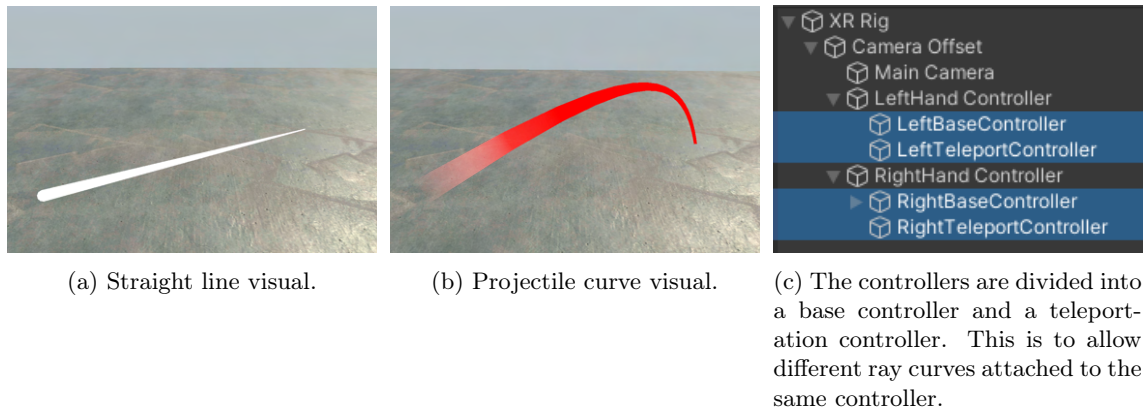 XR Rig
Camera Offset
Main Camera
LeftHand Controller
LeftBaseController
LeftTeleportController
RightHand Controller
RightBaseController
RightTeleportController
(a) Straight line visual.
(b) Projectile curve visual.
(c) The controllers are divided into
a base controller and a teleport-
ation controller. This is to allow
different ray curves attached to the
same controller.